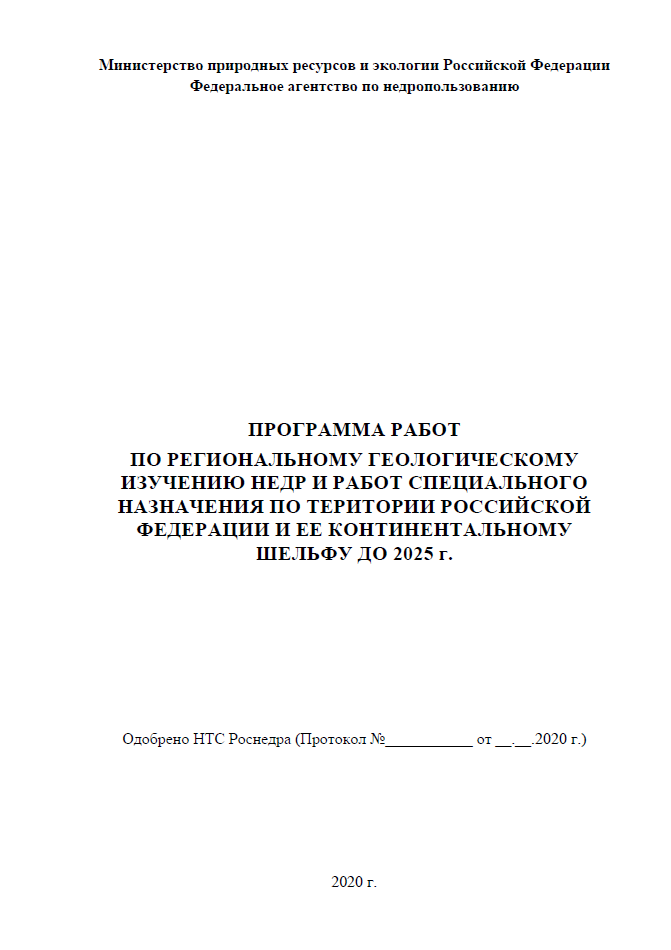 Министерство природных ресурсов и экологии Российской Федерации
Федеральное агентство по недропользованию
ПРОГРАММА РАБОТ
ПО РЕГИОНАЛЬНОМУ ГЕОЛОГИЧЕСКОМУ
ИЗУЧЕНИЮ НЕДР И РАБОТ СПЕЦИАЛЬНОГО
НАЗНАЧЕНИЯ ПО ТЕРИТОРИИ РОССИЙСКОЙ
ФЕДЕРАЦИИ И ЕЕ КОНТИНЕНТАЛЬНОМУ
ШЕЛЬФУ ДО 2025 г.
Одобрено НТС Роснедра (Протокол №___________ от __.__.2020 г.)
2020 г.